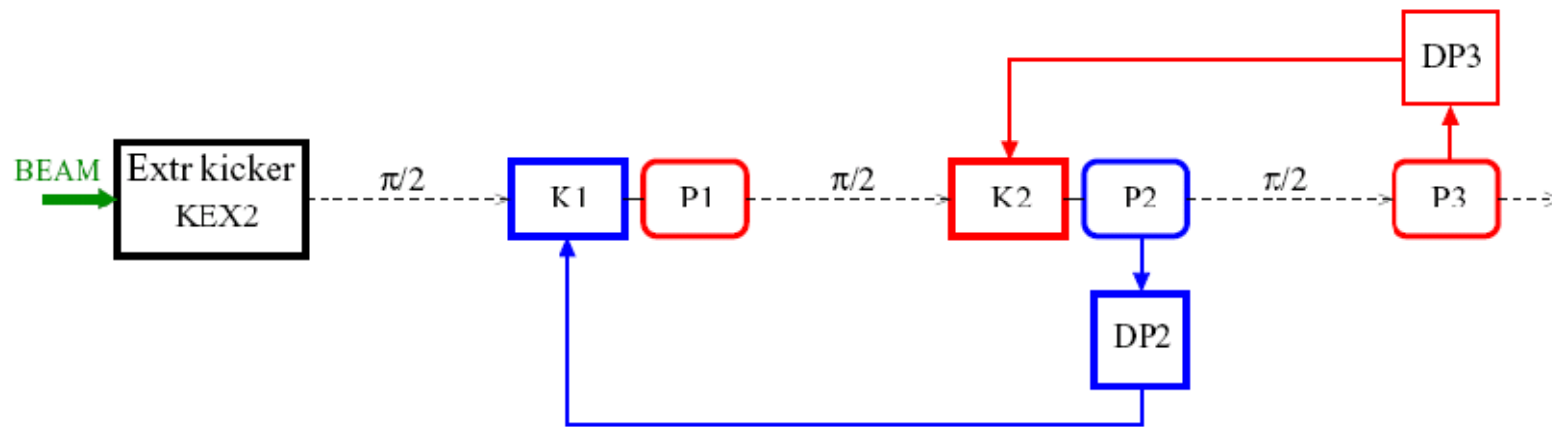 DP3
BEAM
Extr kicker
KEX2
π/2
K1
P1
π/2
K2
P2
π/2
P3
DP2